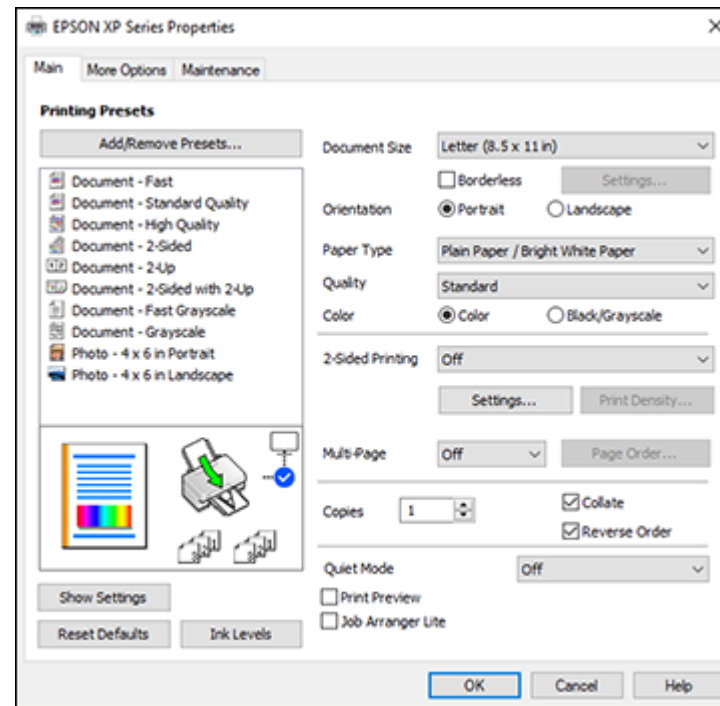 EPSON XP Series Properties
Main More Options Maintenance
Printing Presets
Add/Remove Presets...
Document - Fast
Document - Standard Quality
Document - High Quality
Document - 2-Sided
Document - 2-Up
Document - 2-Sided with 2-Up
Document - Fast Grayscale
Document - Grayscale
Photo - 4 x 6 in Portrait
Photo - 4 x 6 in Landscape
Show Settings
Reset Defaults Ink Levels
Document Size Letter (8.5 x 11 in)
Borderless Settings...
Orientation Portrait Landscape
Paper Type Plain Paper / Bright White Paper
Quality Standard
Color Color Black/Grayscale
2-Sided Printing Off
Settings... Print Density...
Multi-Page Off Page Order...
Copies 1 Collate
Reverse Order
Quiet Mode Off
Print Preview
Job Arranger Lite
OK Cancel Help